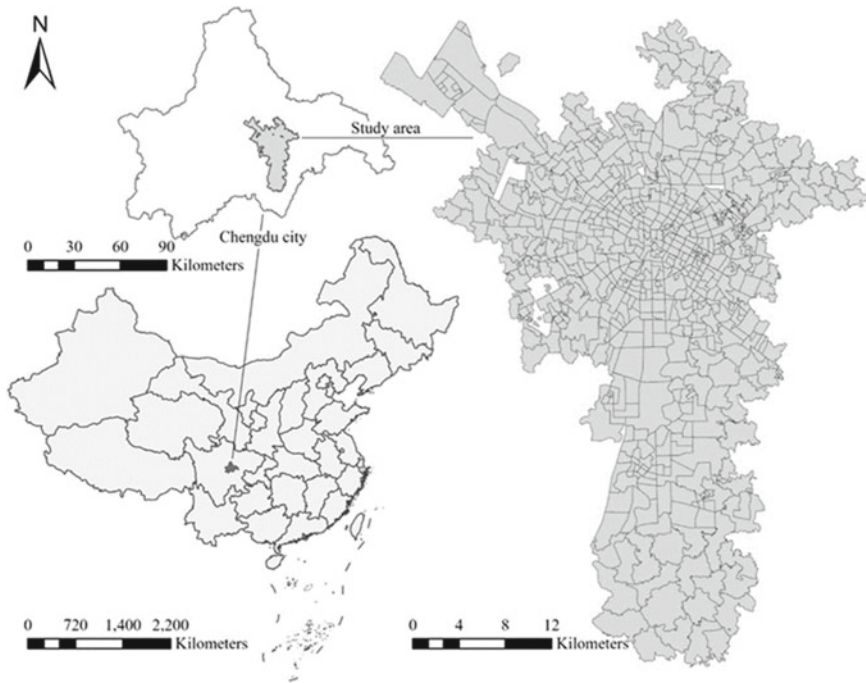 N
Study area
Chengdu city
0 30 60 90
Kilometers
0 720 1,400 2,200
Kilometers
0 4 8 12
Kilometers